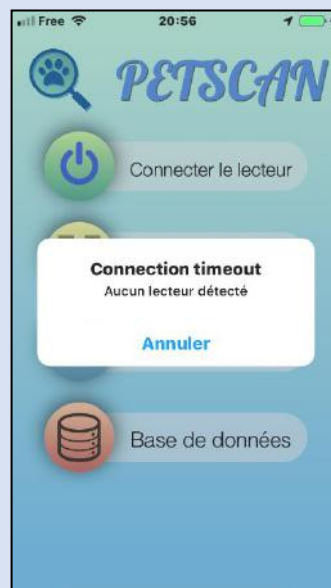 Free 20:56
PETSCAN
Connecter le lecteur
Connection timeout
Aucun lecteur détecté
Annuler
Base de données